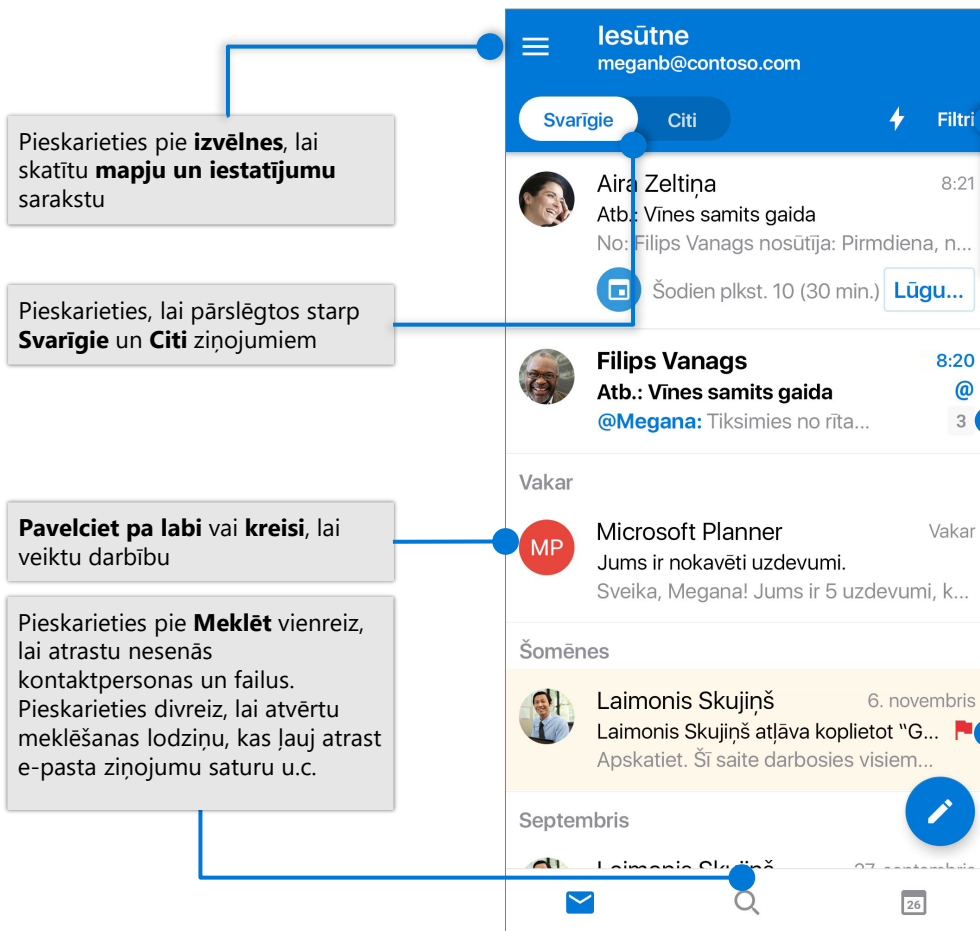 Pieskarieties pie izvēlnes, lai
skatītu mapju un iestatījumu
sarakstu
Pieskarieties, lai pārslēgtos starp
Svarīgie un Citi ziņojumiem
Pavelciet pa labi vai kreisi, lai
veiktu darbību
Pieskarieties pie Meklēt vienreiz,
lai atrastu nesenās
kontaktpersonas un failus.
Pieskarieties divreiz, lai atvērtu
meklēšanas lodziņu, kas ļauj atrast
e-pasta ziņojumu saturu u.c.
Iesūtne
meganb@contoso.com
Svarīgie Citi Filtri
Aira Zeltiņa 8:21
Atb.: Vīnes samits gaida
No: Filips Vanags nosūtīja: Pirmdiena, n...
Šodien plkst. 10 (30 min.) Lūgu...
Filips Vanags 8:20
Atb.: Vīnes samits gaida @
@Megana: Tiksimies no rīta... 3
Vakar
MP Microsoft Planner Vakar
Jums ir nokavēti uzdevumi.
Sveika, Megana! Jums ir 5 uzdevumi, k...
Šomēnes
Laimonis Skujiņš 6. novembris
Laimonis Skujiņš atļāva koplietot “G...
Apskatiet. Šī saite darbosies visiem...
Septembris
Laimonis Skujiņš 27. septembris
26